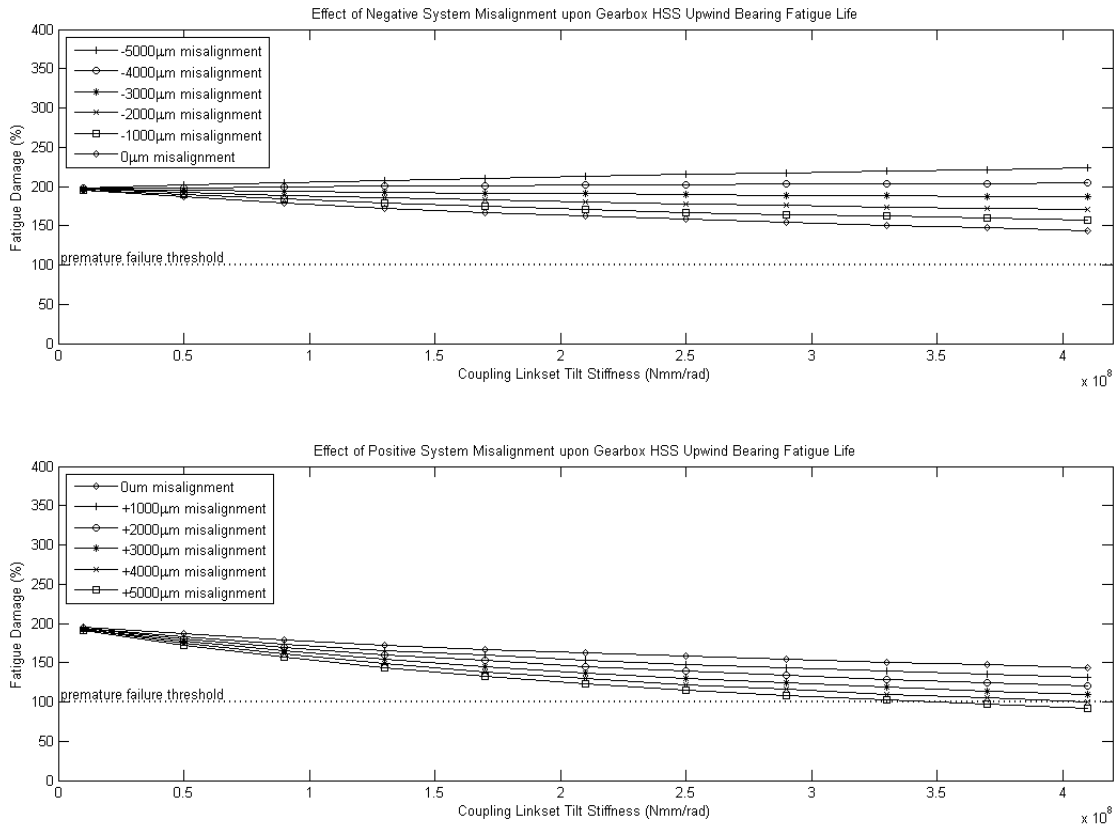 Effect of Negative System Misalignment upon Gearbox HSS Upwind Bearing Fatigue Life
400
350
300
250
200
150
100
50
0
Fatigue Damage (%)
-5000μm misalignment
-4000μm misalignment
-3000μm misalignment
-2000μm misalignment
-1000μm misalignment
0μm misalignment
premature failure threshold
0 0.5 1 1.5 2 2.5 3 3.5 4
Coupling Linkset Tilt Stiffness (Nmm/rad)
x 10^8
Effect of Positive System Misalignment upon Gearbox HSS Upwind Bearing Fatigue Life
400
350
300
250
200
150
100
50
0
Fatigue Damage (%)
0um misalignment
+1000μm misalignment
+2000μm misalignment
+3000μm misalignment
+4000μm misalignment
+5000μm misalignment
premature failure threshold
0 0.5 1 1.5 2 2.5 3 3.5 4
Coupling Linkset Tilt Stiffness (Nmm/rad)
x 10^8